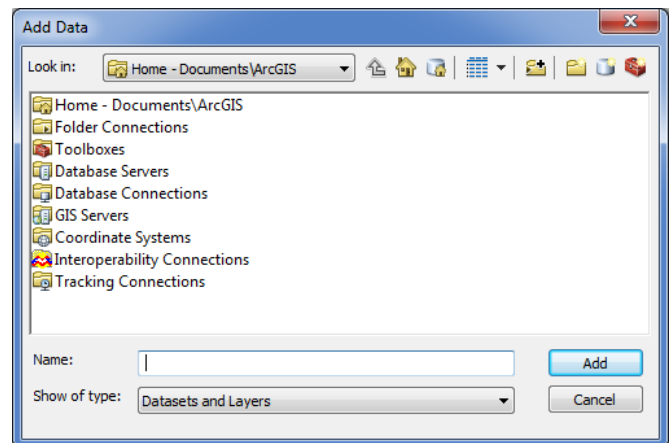 Add Data
Look in: Home - Documents\ArcGIS
Home - Documents\ArcGIS
Folder Connections
Toolboxes
Database Servers
Database Connections
GIS Servers
Coordinate Systems
Interoperability Connections
Tracking Connections
Name: Add
Show of type: Datasets and Layers Cancel